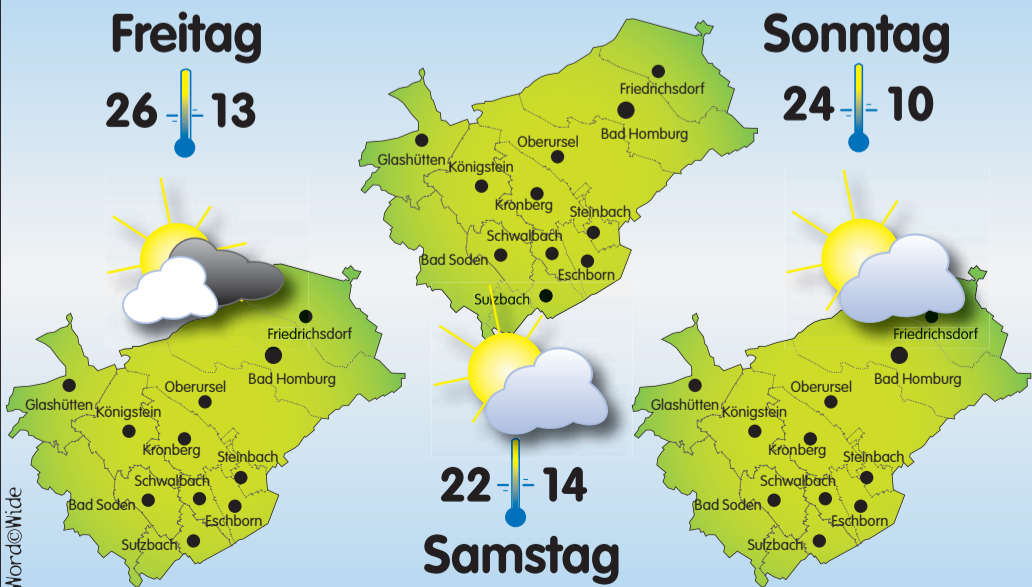 Freitag
26 13
Friedrichsdorf
Bad Homburg
Oberursel
Glashütten
Königstein
Kronberg
Steinbach
Schwalbach
Bad Soden
Eschborn
Sulzbach
Friedrichsdorf
Bad Homburg
Oberursel
Glashütten
Königstein
Kronberg
Steinbach
Schwalbach
Bad Soden
Eschborn
Sulzbach
22 14
Samstag
Sonntag
24 10
Friedrichsdorf
Bad Homburg
Oberursel
Glashütten
Königstein
Kronberg
Steinbach
Schwalbach
Bad Soden
Eschborn
Sulzbach
Word©Wide